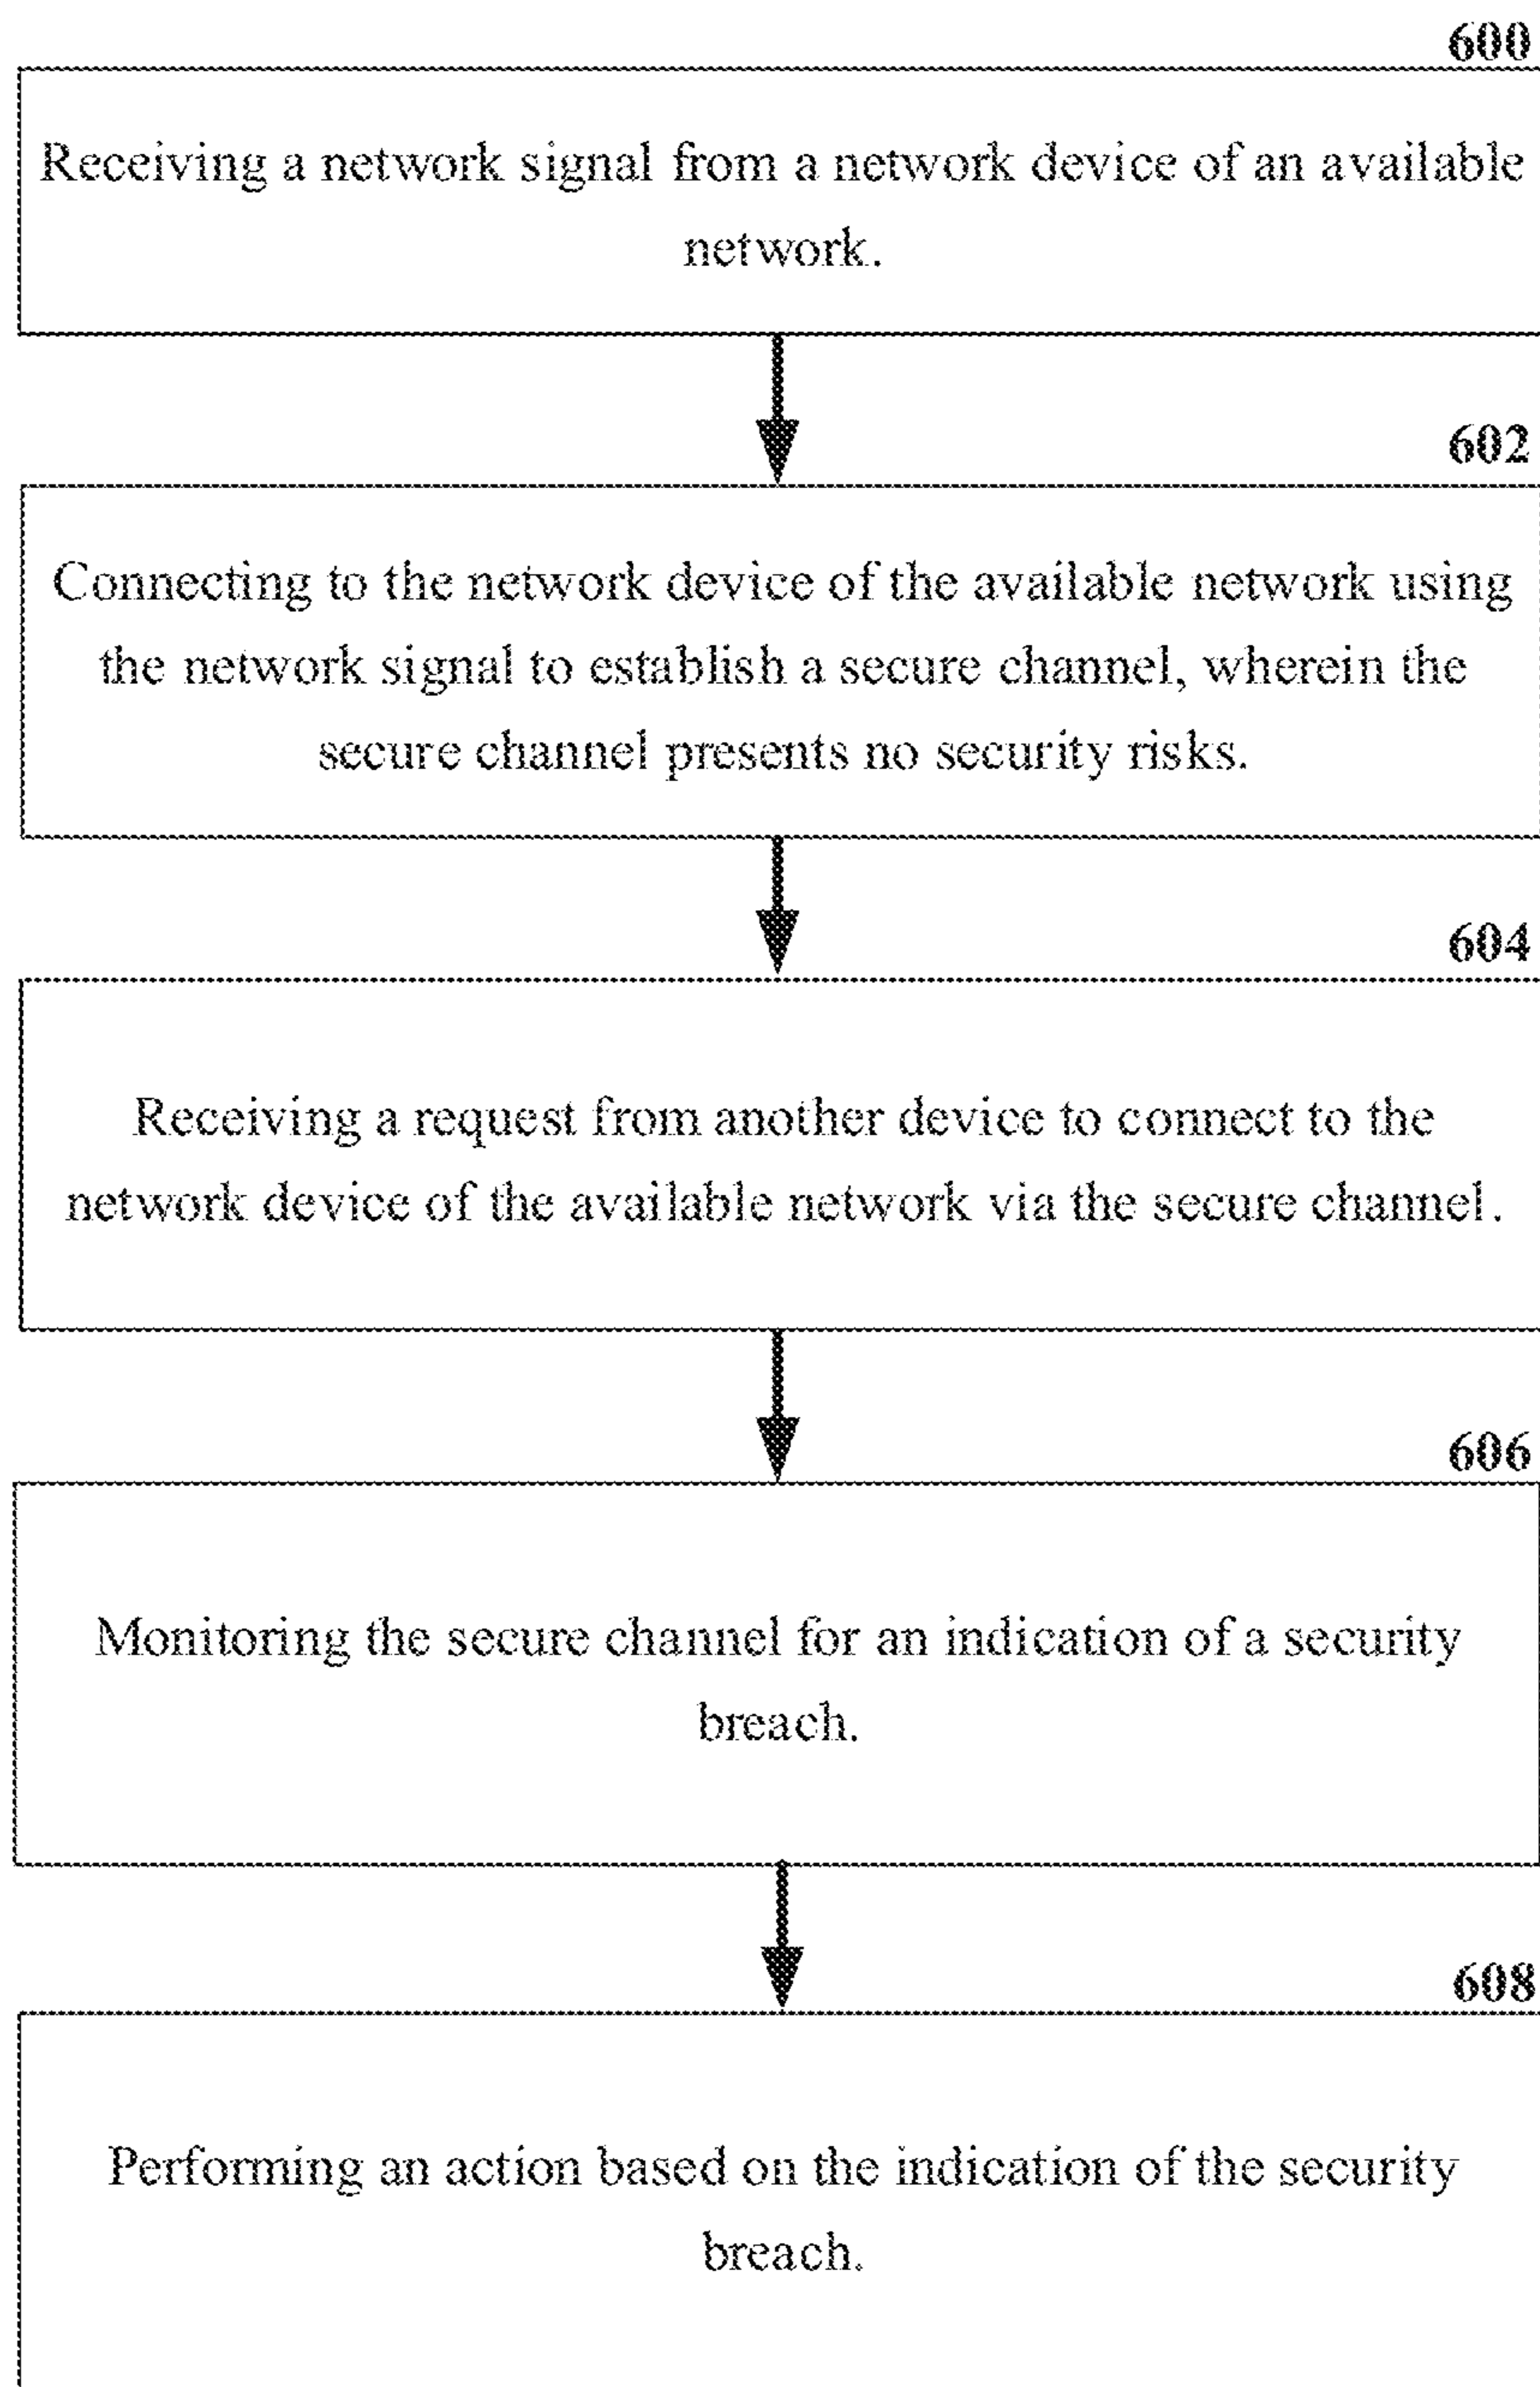 600
Receiving a network signal from a network device of an available
network.
602
Connecting to the network device of the available network using
the network signal to establish a secure channel, wherein the
secure channel presents no security risks.
604
Receiving a request from another device to connect to the
network device of the available network via the secure channel.
606
Monitoring the secure channel for an indication of a security
breach.
608
Performing an action based on the indication of the security
breach.